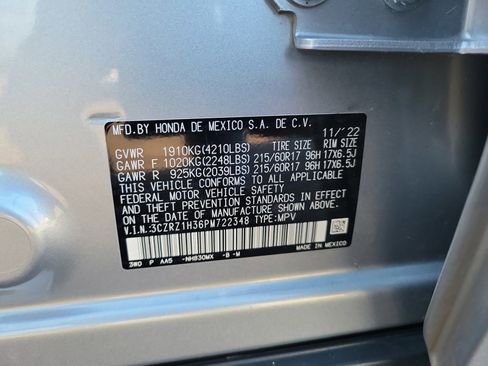 MFD.BY HONDA DE MEXICO S.A. DE C.V.
11/'22
GVWR 1910KG(4210LBS) TIRE SIZE RIM SIZE
GAWR F 1020KG(2248LBS) 215/60R17 96H 17X6.5J
GAWR R 925KG(2039LBS) 215/60R17 96H 17X6.5J
THIS VEHICLE CONFORMS TO ALL APPLICABLE
FEDERAL MOTOR VEHICLE SAFETY
AND THEFT PREVENTION STANDARDS IN EFFECT
ON THE DATE OF MANUFACTURE SHOWN ABOVE.
V.I.N.:3CZRZ1H36PM722348 TYPE:MPV
3W0 P AA5 -NH830MX -B -M
MADE IN MEXICO